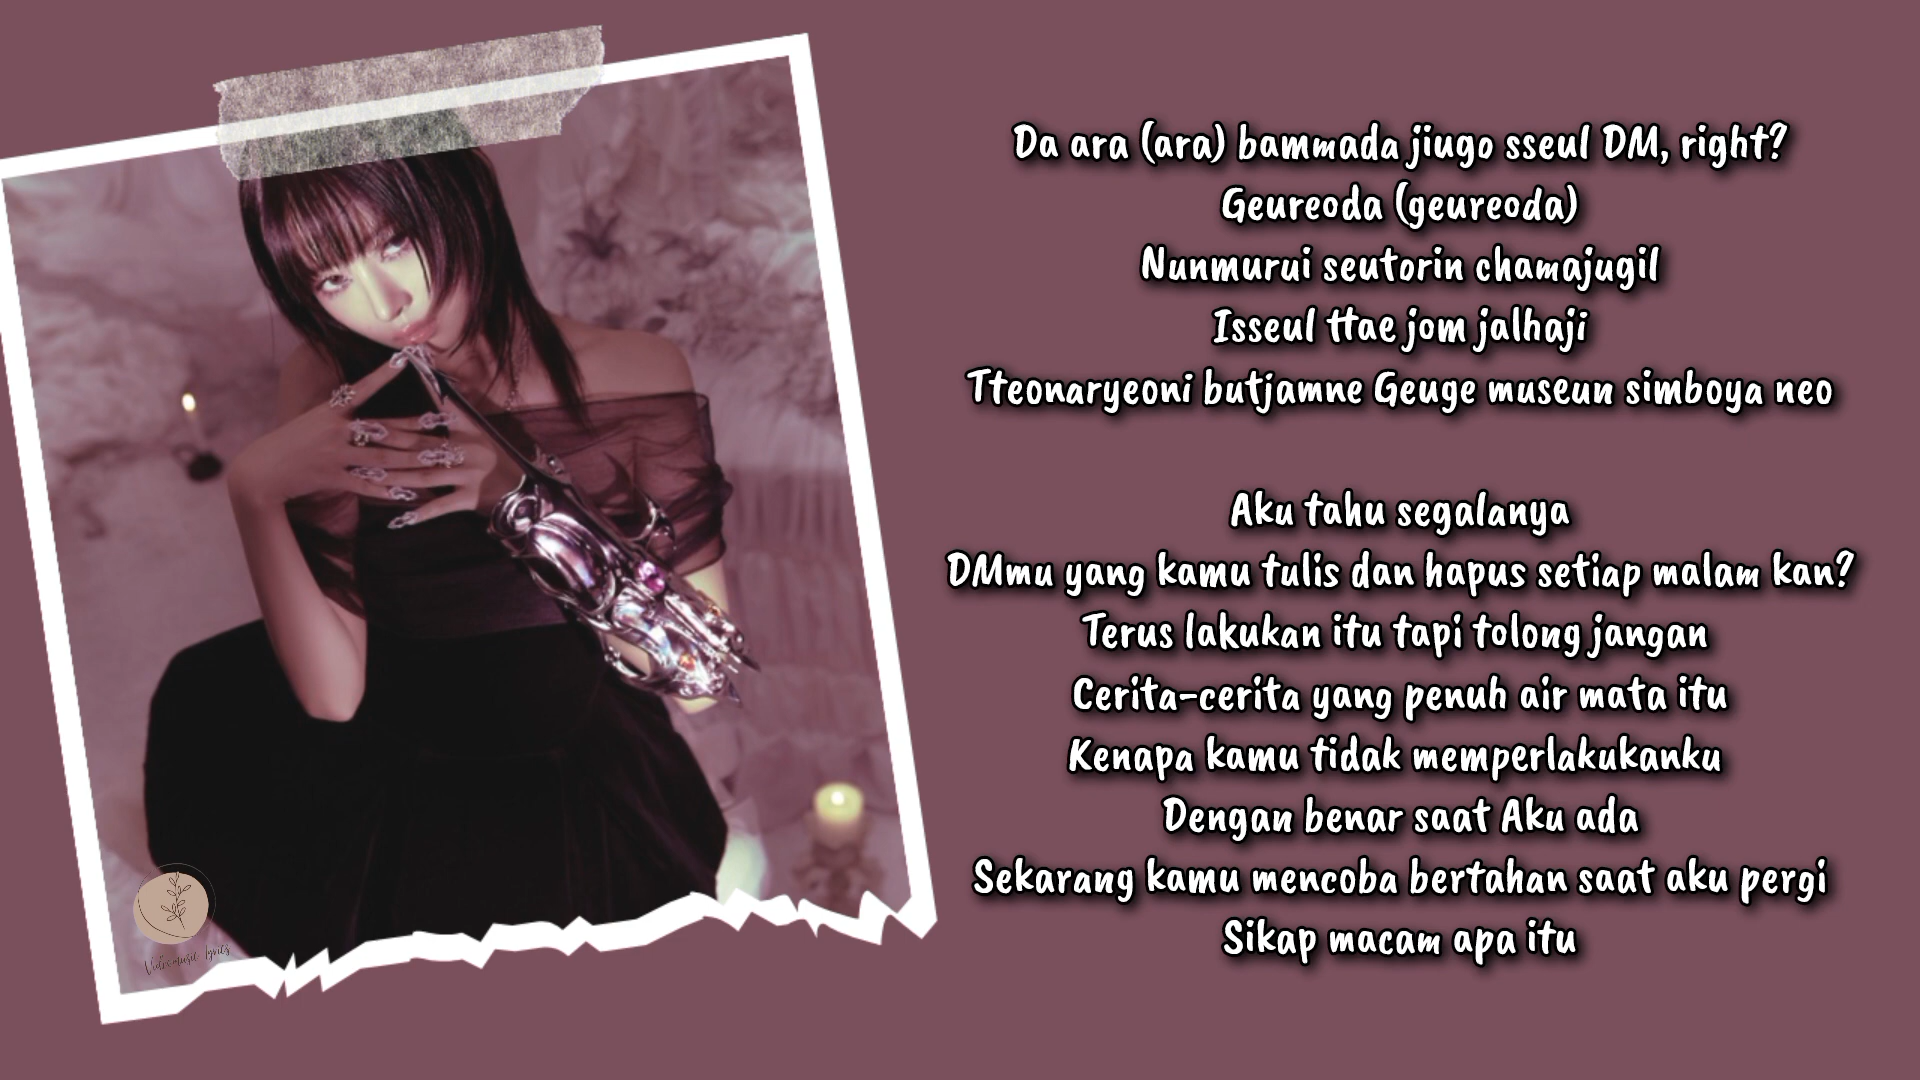 Da ara (ara) bammada jiugo sseul DM, right?
Geureoda (geureoda)
Nunmurui seutorin chamajugil
Isseul ttae jom jalhaji
Tteonaryeoni butjamne Geuge museun simboya neo
Aku tahu segalanya
DMmu yang kamu tulis dan hapus setiap malam kan?
Terus lakukan itu tapi tolong jangan
Cerita-cerita yang penuh air mata itu
Kenapa kamu tidak memperlakukanku
Dengan benar saat Aku ada
Sekarang kamu mencoba bertahan saat aku pergi
Sikap macam apa itu
lyrics